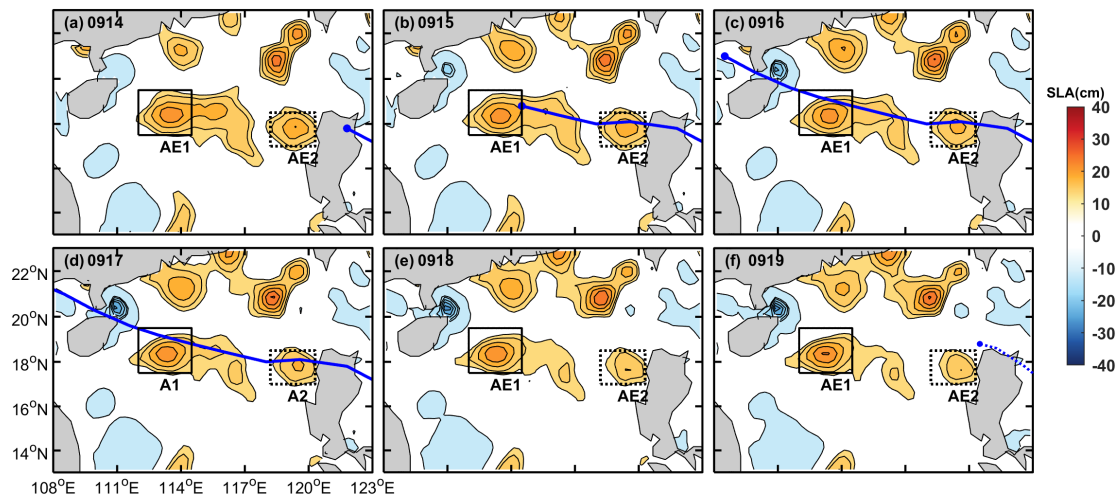 (a) 0914
(b) 0915
(c) 0916
AE1
AE2
AE1
AE2
AE1
AE2
SLA(cm)
40
30
20
10
0
-10
-20
-30
-40
(d) 0917
(e) 0918
(f) 0919
22°N
20°N
18°N
16°N
14°N
A1
A2
AE1
AE2
AE1
AE2
108°E 111°E 114°E 117°E 120°E 123°E